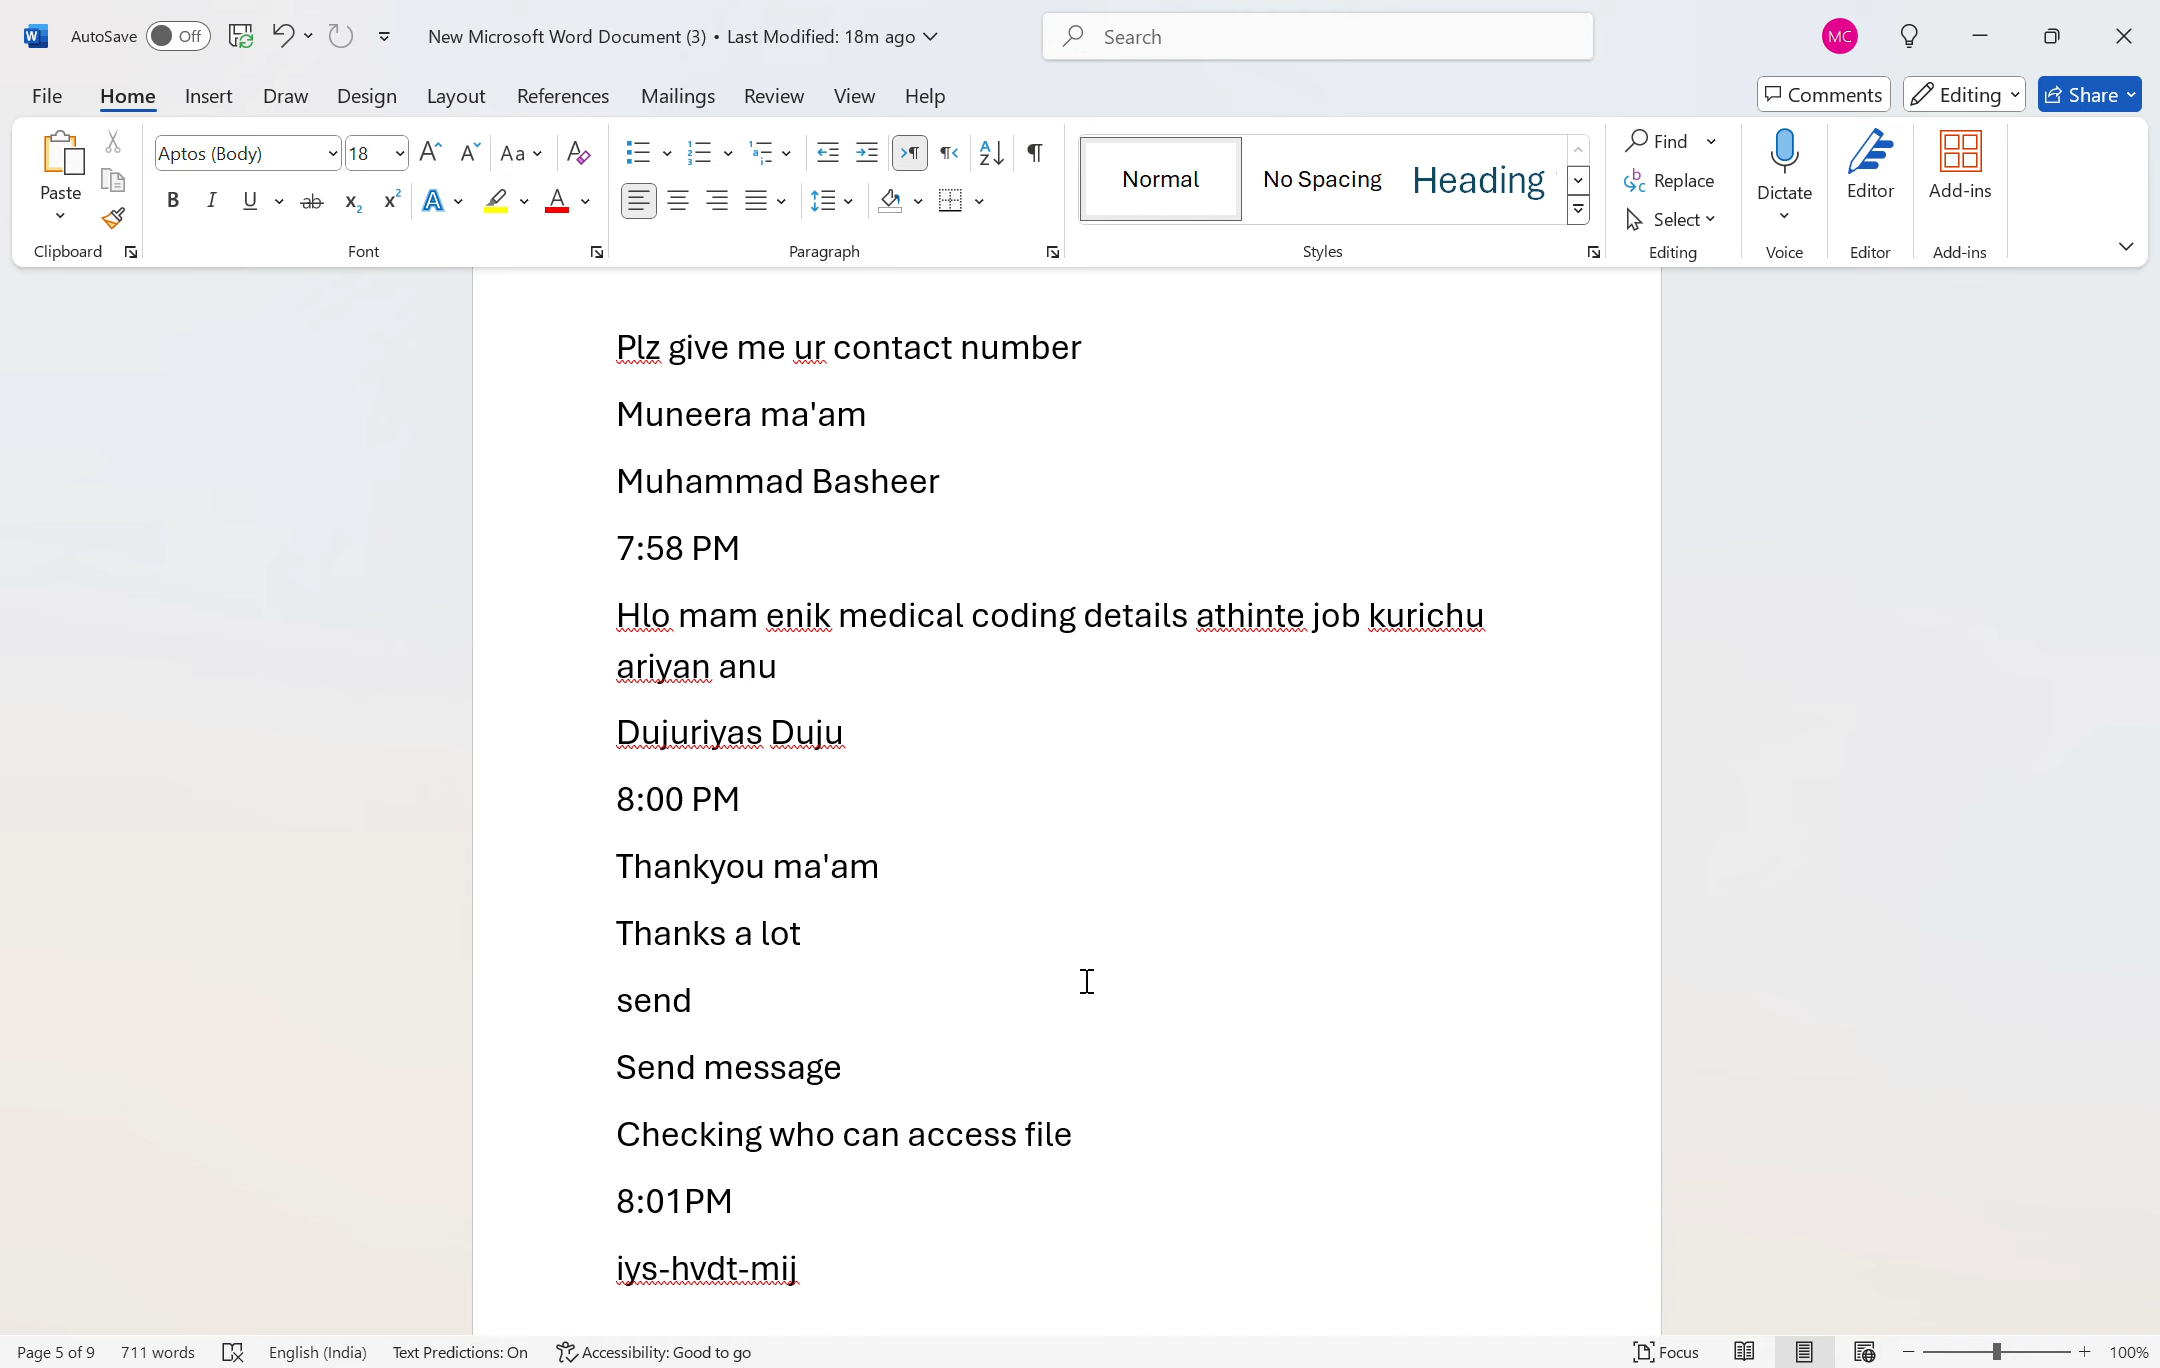 AutoSave Off New Microsoft Word Document (3) • Last Modified: 18m ago Search MC
File Home Insert Draw Design Layout References Mailings Review View Help Comments Editing Share
Paste Aptos (Body) 18 Normal No Spacing Heading Find Replace Select Dictate Editor Add-ins
Clipboard Font Paragraph Styles Editing Voice Editor Add-ins
Plz give me ur contact number
Muneera ma'am
Muhammad Basheer
7:58 PM
Hlo mam enik medical coding details athinte job kurichu
ariyan anu
Dujuriyas Duju
8:00 PM
Thankyou ma'am
Thanks a lot
send
Send message
Checking who can access file
8:01PM
iys-hvdt-mij
Page 5 of 9 711 words English (India) Text Predictions: On Accessibility: Good to go Focus 100%